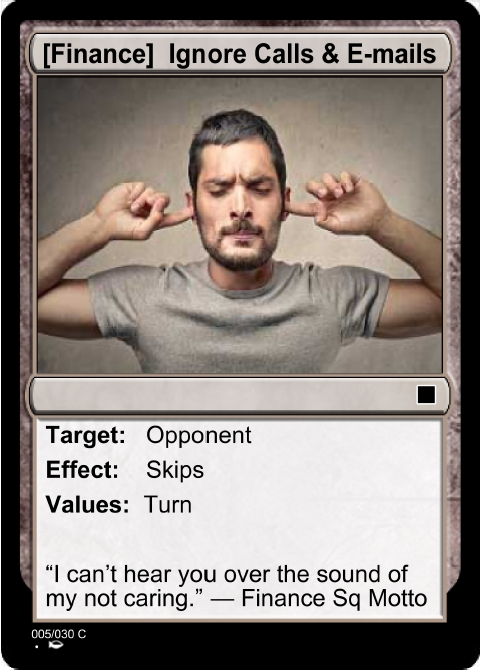 [Finance] Ignore Calls & E-mails
Target: Opponent
Effect: Skips
Values: Turn
“I can’t hear you over the sound of
my not caring.” — Finance Sq Motto
005/030 C